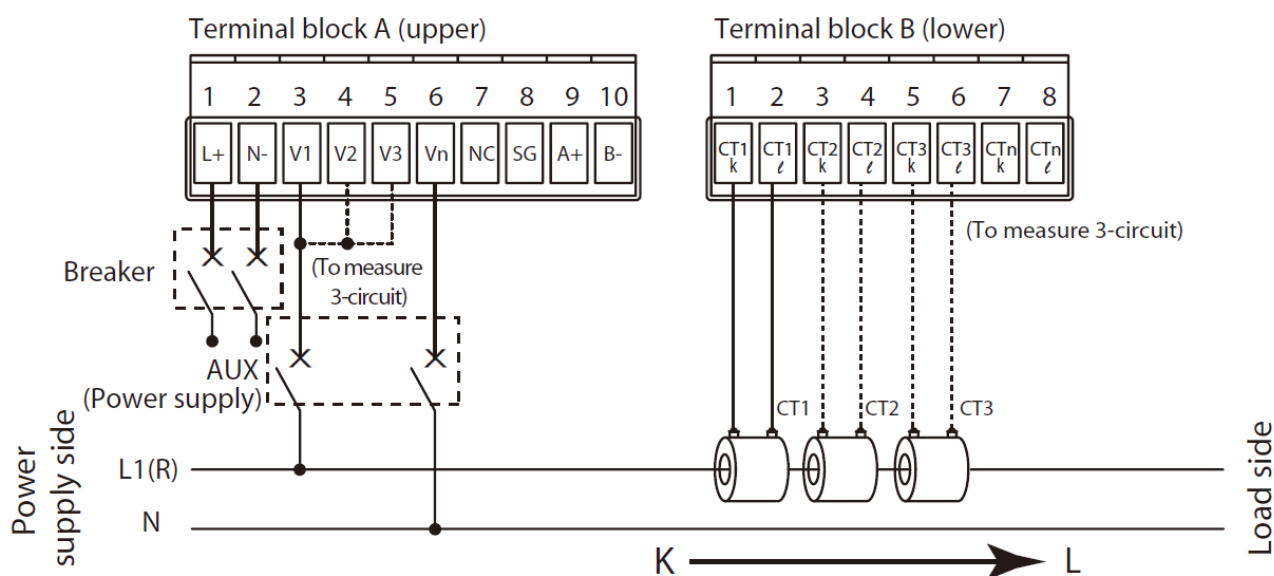 Terminal block A (upper)
Terminal block B (lower)
1 2 3 4 5 6 7 8 9 10
1 2 3 4 5 6 7 8
L+ N- V1 V2 V3 Vn NC SG A+ B-
CT1 CT1 CT2 CT2 CT3 CT3 CTn CTn
k ℓ k ℓ k ℓ k ℓ
(To measure 3-circuit)
Breaker
(To measure
3-circuit)
AUX
(Power supply)
CT1 CT2 CT3
Power
supply side
L1(R)
N
Load side
K L